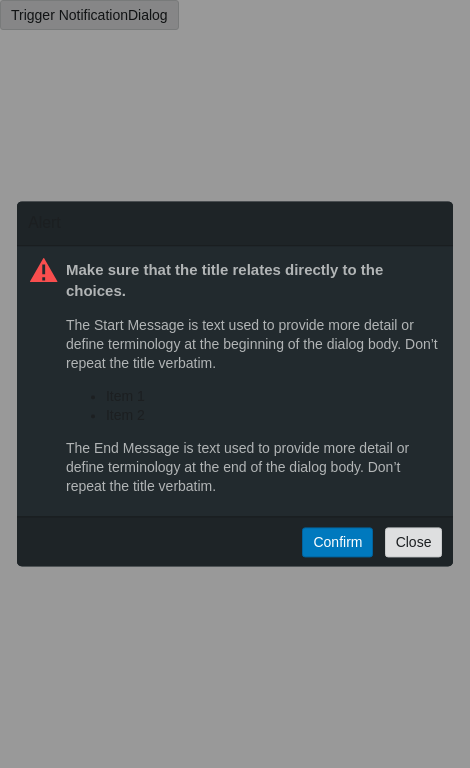 Trigger NotificationDialog
Alert
Make sure that the title relates directly to the
choices.
The Start Message is text used to provide more detail or
define terminology at the beginning of the dialog body. Don’t
repeat the title verbatim.
• Item 1
• Item 2
The End Message is text used to provide more detail or
define terminology at the end of the dialog body. Don’t
repeat the title verbatim.
Confirm Close